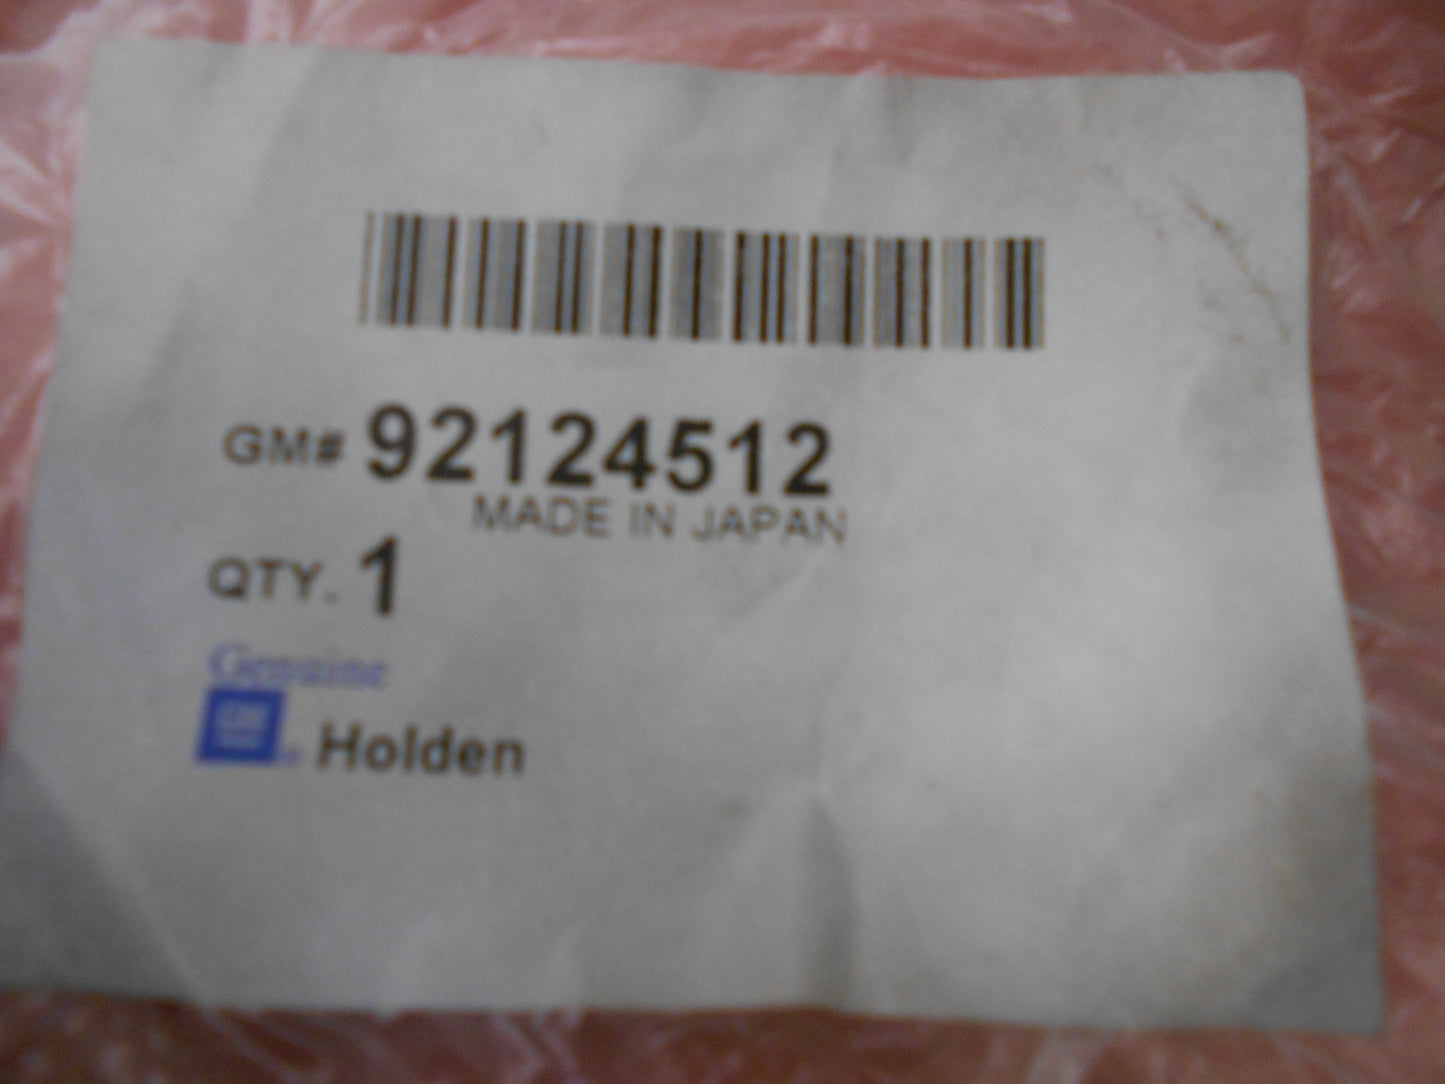 GM# 92124512
MADE IN JAPAN
QTY. 1
Genuine
GM
Holden